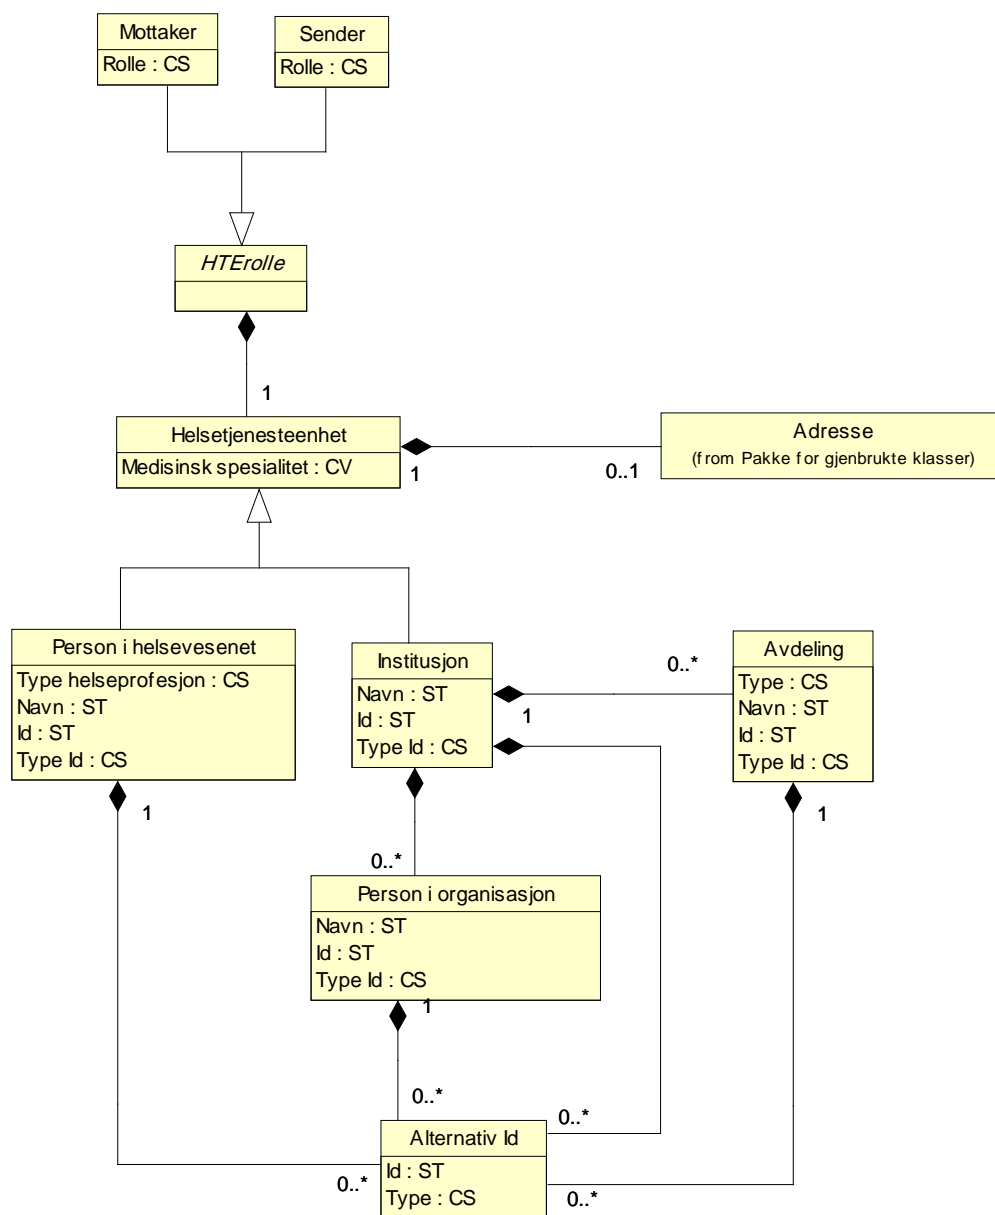 Mottaker
Rolle : CS
Sender
Rolle : CS
HTErolle
1
Helsetjenesteenhet
Medisinsk spesialitet : CV
1
0..1
Adresse
(from Pakke for gjenbrukte klasser)
Person i helsevesenet
Type helseprofesjon : CS
Navn : ST
Id : ST
Type Id : CS
1
Institusjon
Navn : ST
Id : ST
Type Id : CS
1
0..*
Avdeling
Type : CS
Navn : ST
Id : ST
Type Id : CS
1
0..*
Person i organisasjon
Navn : ST
Id : ST
Type Id : CS
1
0..*
0..*
Alternativ Id
Id : ST
Type : CS
0..*
0..*